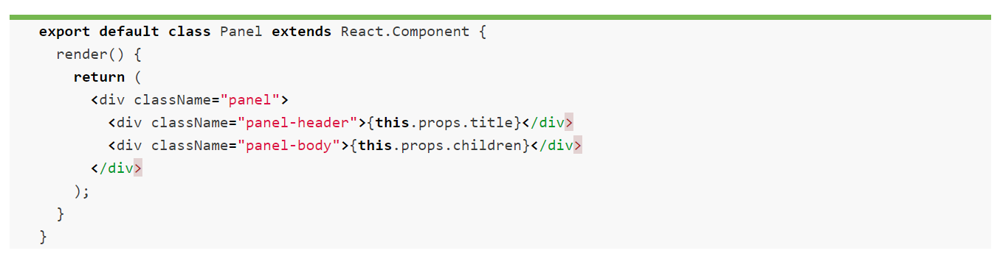 export default class Panel extends React.Component {
  render() {
    return (
      <div className="panel">
        <div className="panel-header">{this.props.title}</div>
        <div className="panel-body">{this.props.children}</div>
      </div>
    );
  }
}